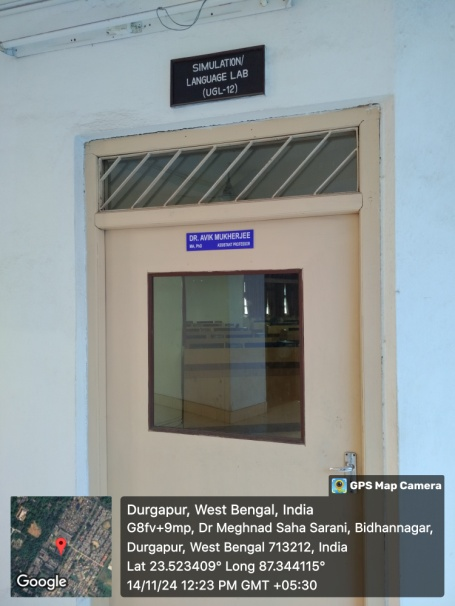 SIMULATION/
LANGUAGE LAB
(UGL-12)
DR. AVIK MUKHERJEE
MA, PhD ASSISTANT PROFESSOR
GPS Map Camera
Durgapur, West Bengal, India
G8fv+9mp, Dr Meghnad Saha Sarani, Bidhannagar,
Durgapur, West Bengal 713212, India
Lat 23.523409° Long 87.344115°
14/11/24 12:23 PM GMT +05:30
Google